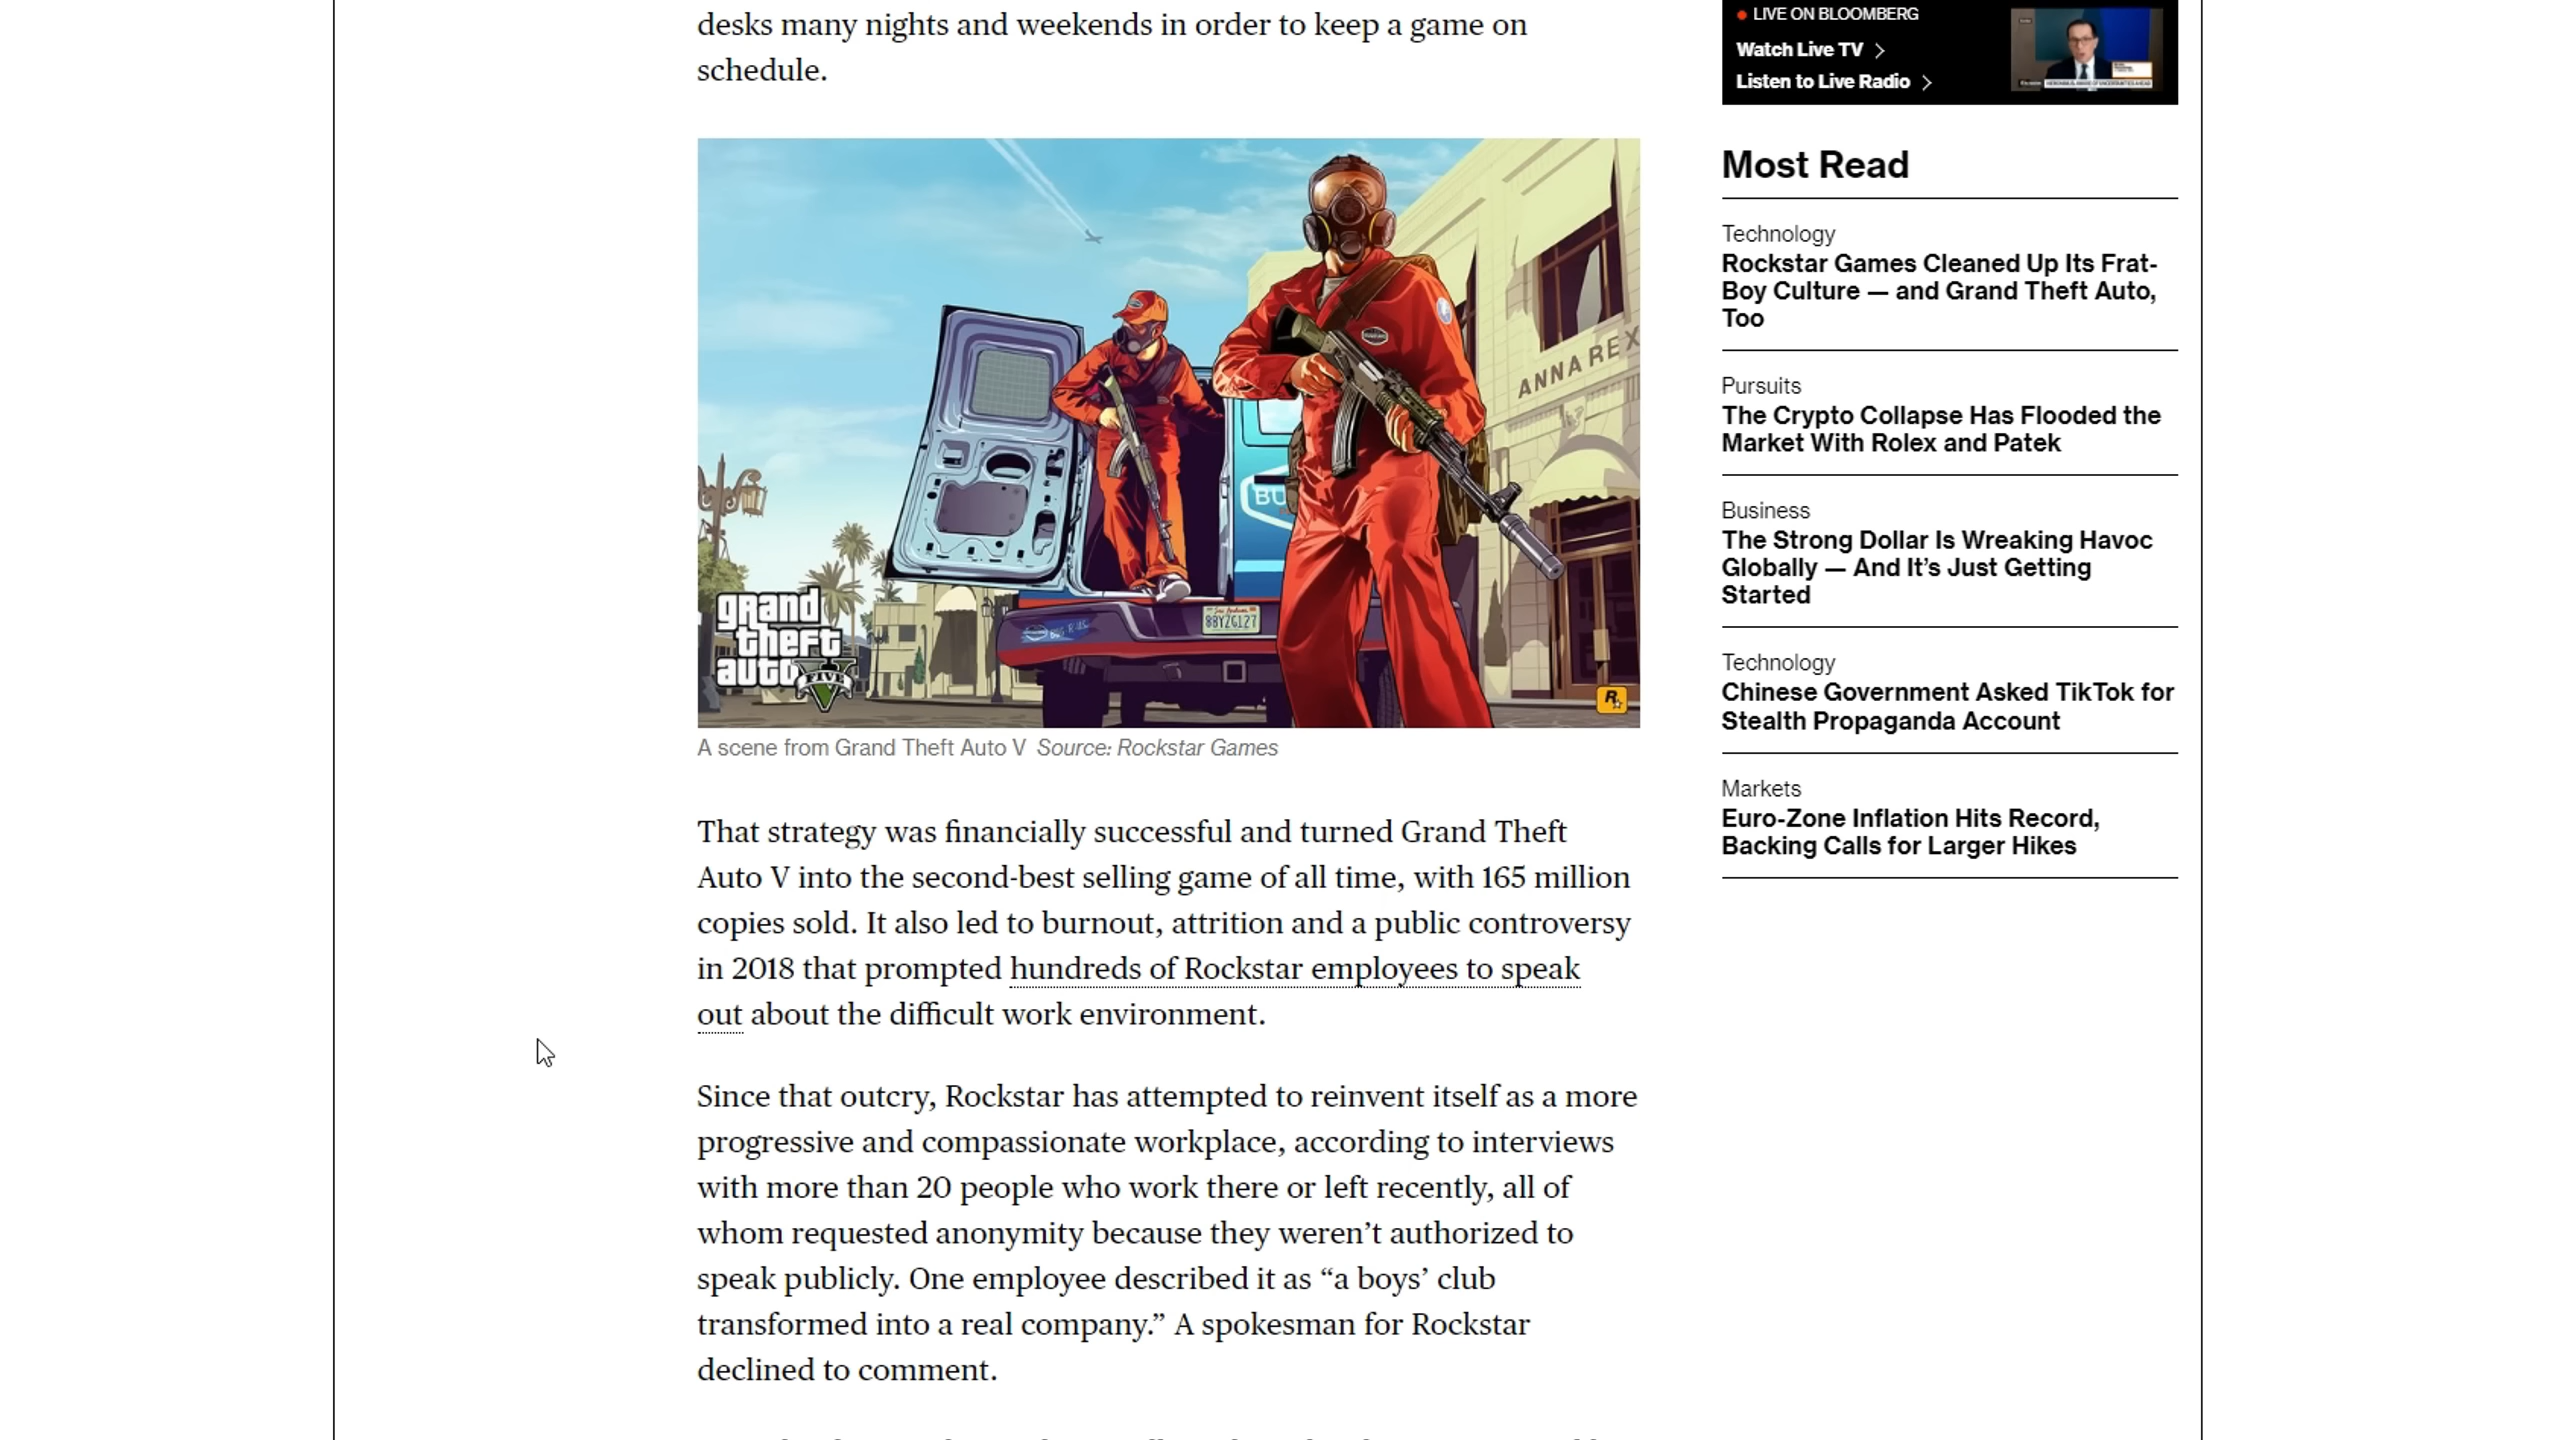 desks many nights and weekends in order to keep a game on
schedule.
ANNA REX
BU
8BYZG127
grand
theft
auto
FIVE
R
A scene from Grand Theft Auto V Source: Rockstar Games
That strategy was financially successful and turned Grand Theft
Auto V into the second-best selling game of all time, with 165 million
copies sold. It also led to burnout, attrition and a public controversy
in 2018 that prompted hundreds of Rockstar employees to speak
out about the difficult work environment.
Since that outcry, Rockstar has attempted to reinvent itself as a more
progressive and compassionate workplace, according to interviews
with more than 20 people who work there or left recently, all of
whom requested anonymity because they weren’t authorized to
speak publicly. One employee described it as “a boys’ club
transformed into a real company.” A spokesman for Rockstar
declined to comment.
LIVE ON BLOOMBERG
Watch Live TV
Listen to Live Radio
Most Read
Technology
Rockstar Games Cleaned Up Its Frat-
Boy Culture — and Grand Theft Auto,
Too
Pursuits
The Crypto Collapse Has Flooded the
Market With Rolex and Patek
Business
The Strong Dollar Is Wreaking Havoc
Globally — And It’s Just Getting
Started
Technology
Chinese Government Asked TikTok for
Stealth Propaganda Account
Markets
Euro-Zone Inflation Hits Record,
Backing Calls for Larger Hikes